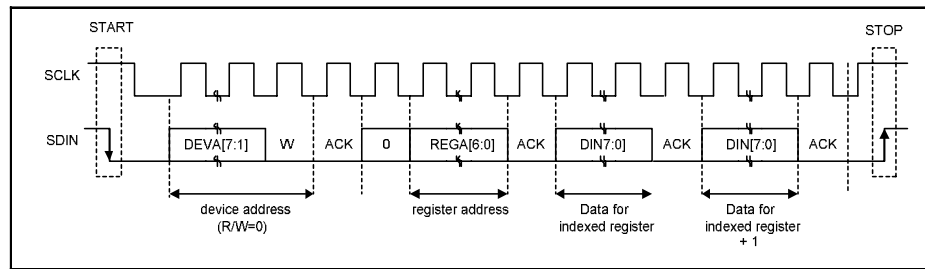 START
STOP
SCLK
SDIN
DEVA[7:1]
W
ACK
0
REGA[6:0]
ACK
DIN7:0]
ACK
DIN[7:0]
ACK
device address
(R/W=0)
register address
Data for
indexed register
Data for
indexed register
+ 1